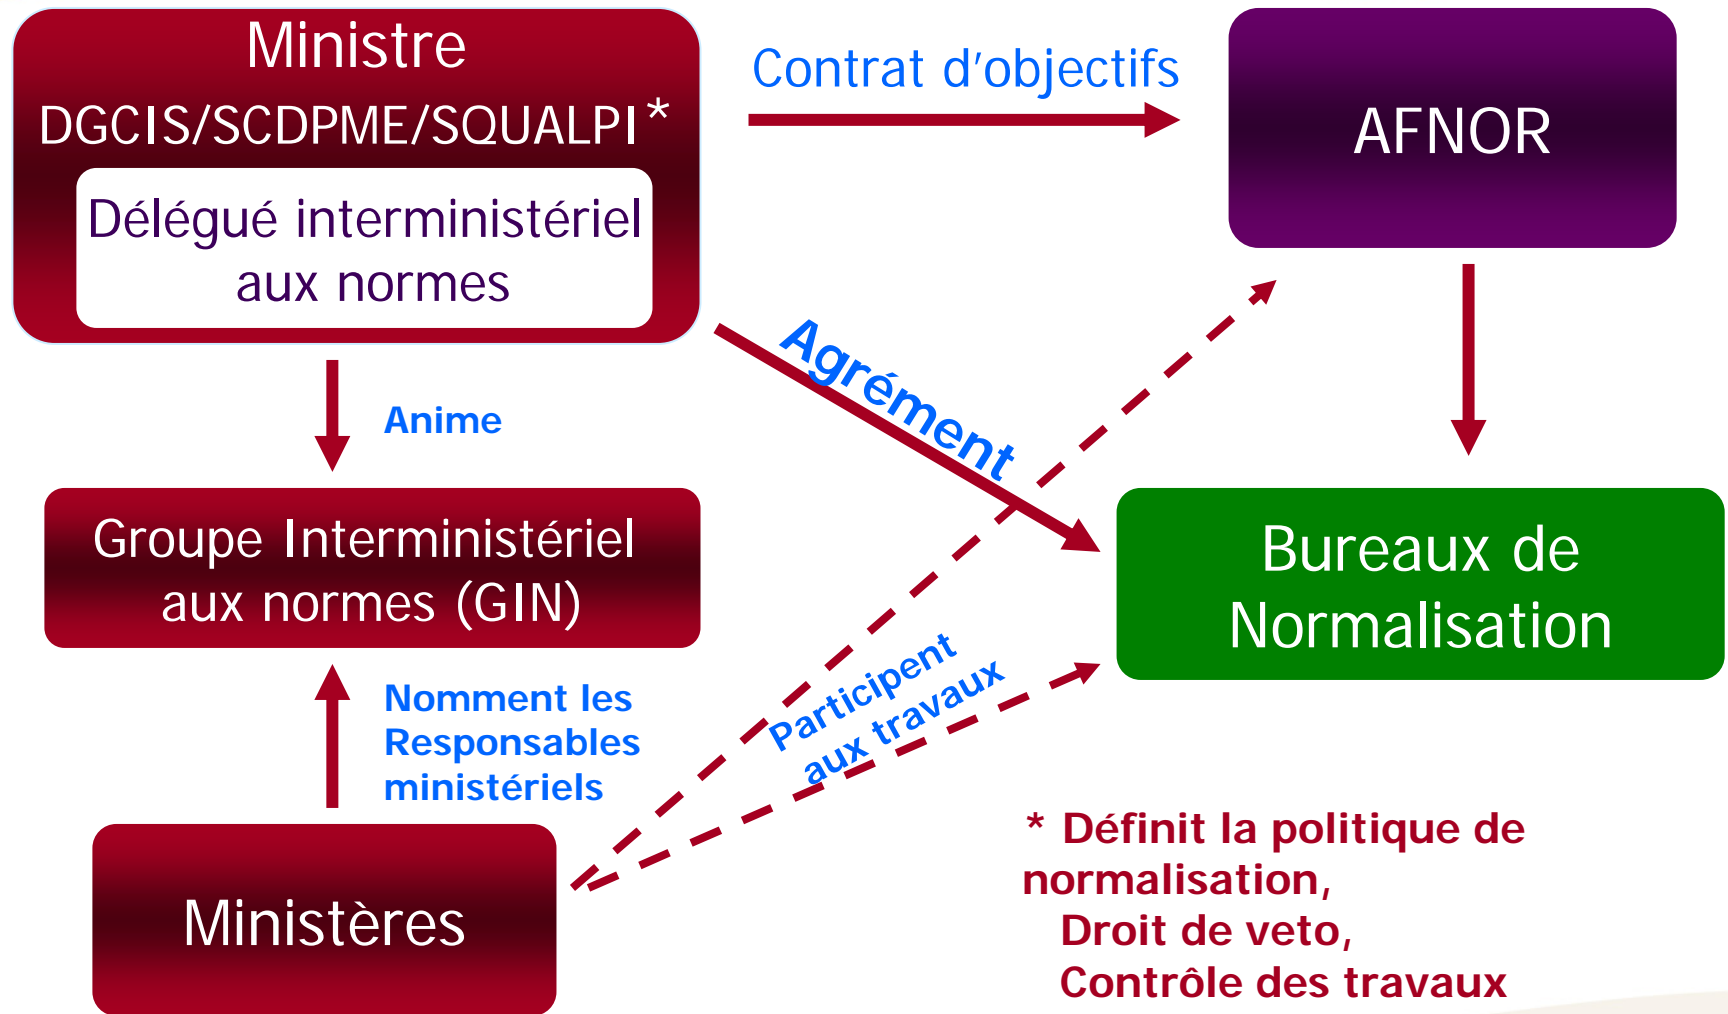 Ministre
DGCIS/SCDPME/SQUALPI*
Délégué interministériel
aux normes
Contrat d’objectifs
AFNOR
Agrément
Anime
Groupe Interministériel
aux normes (GIN)
Bureaux de
Normalisation
Nomment les
Responsables
ministériels
Participent
aux travaux
Ministères
* Définit la politique de
normalisation,
Droit de veto,
Contrôle des travaux